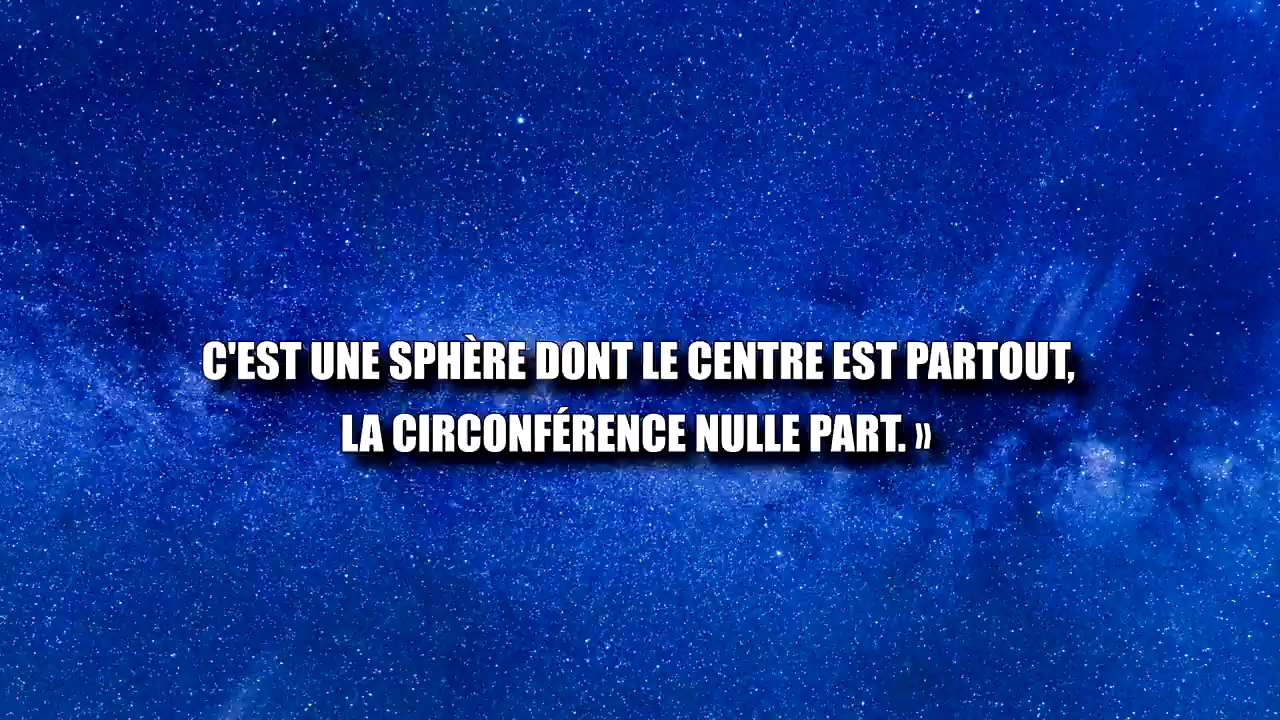 C'EST UNE SPHÈRE DONT LE CENTRE EST PARTOUT,
LA CIRCONFÉRENCE NULLE PART. »